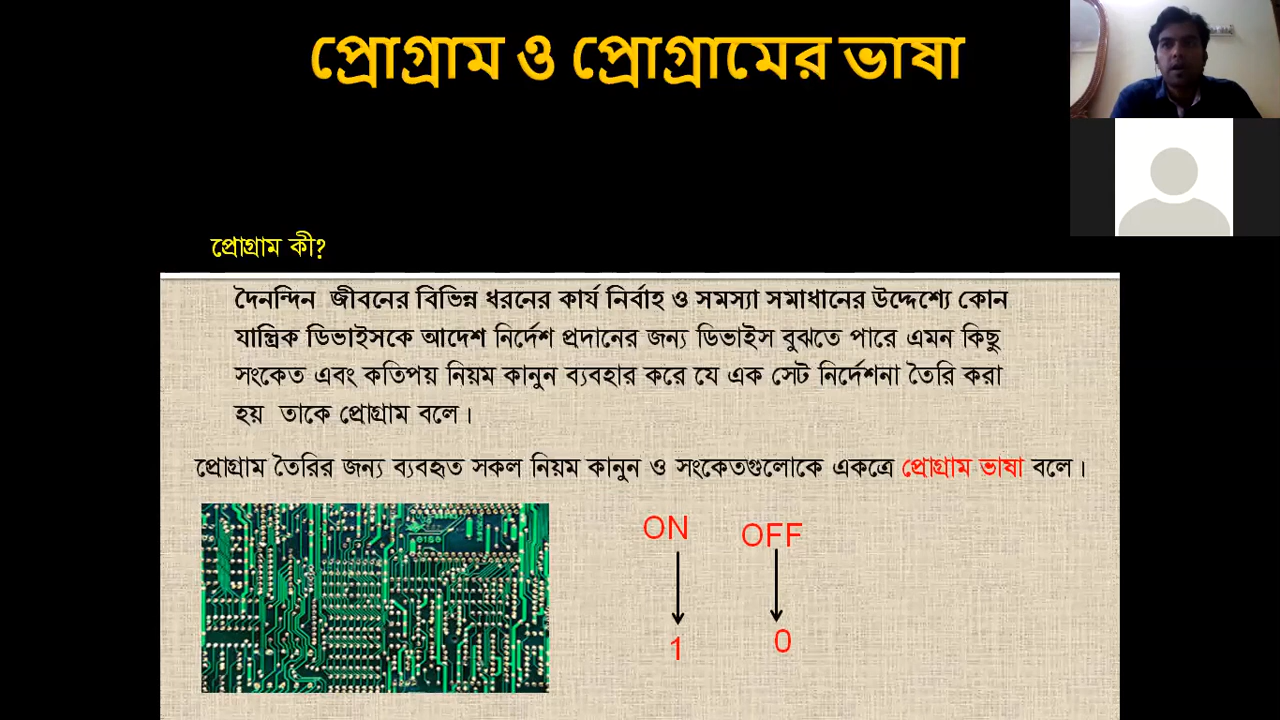 প্রোগ্রাম ও প্রোগ্রামের ভাষা
প্রোগ্রাম কী?
দৈনন্দিন জীবনের বিভিন্ন ধরনের কার্য নির্বাহ ও সমস্যা সমাধানের উদ্দেশ্যে কোন
যান্ত্রিক ডিভাইসকে আদেশ নির্দেশ প্রদানের জন্য ডিভাইস বুঝতে পারে এমন কিছু
সংকেত এবং কতিপয় নিয়ম কানুন ব্যবহার করে যে এক সেট নির্দেশনা তৈরি করা
হয় তাকে প্রোগ্রাম বলে।
প্রোগ্রাম তৈরির জন্য ব্যবহৃত সকল নিয়ম কানুন ও সংকেতগুলোকে একত্রে প্রোগ্রাম ভাষা বলে।
ON OFF
1 0